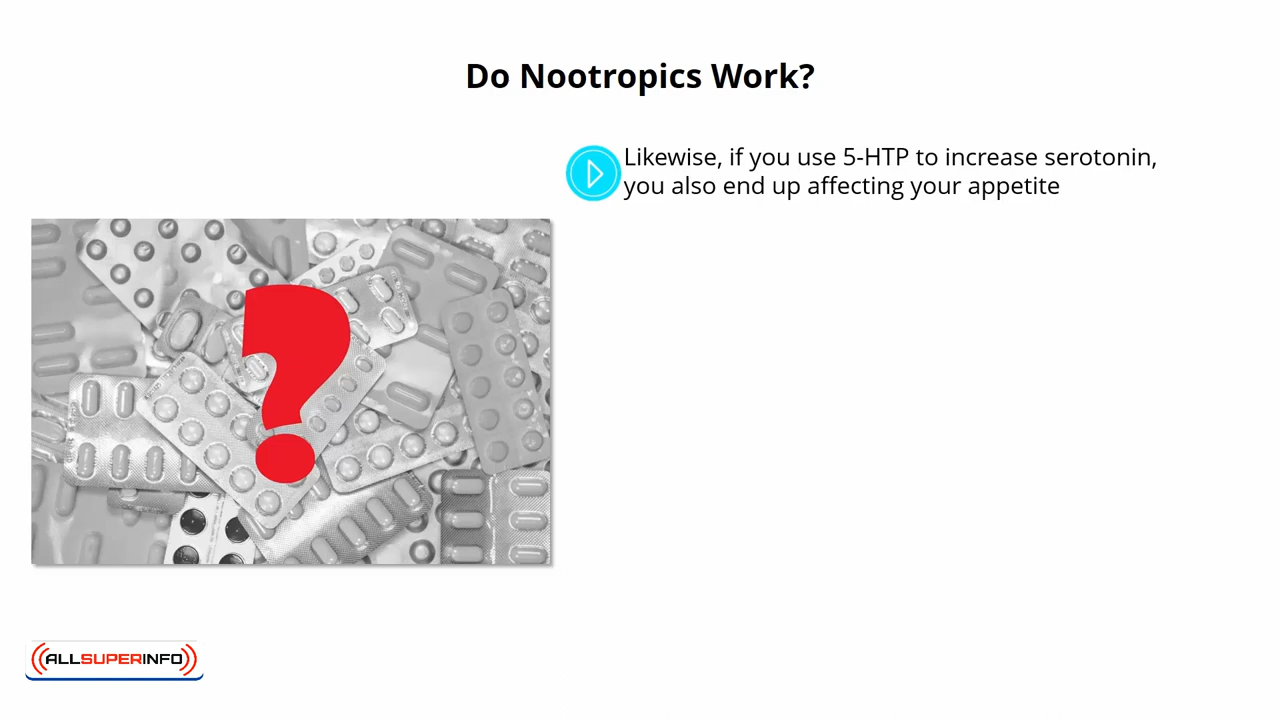 Do Nootropics Work?
Likewise, if you use 5-HTP to increase serotonin,
you also end up affecting your appetite
ALLSUPERINFO